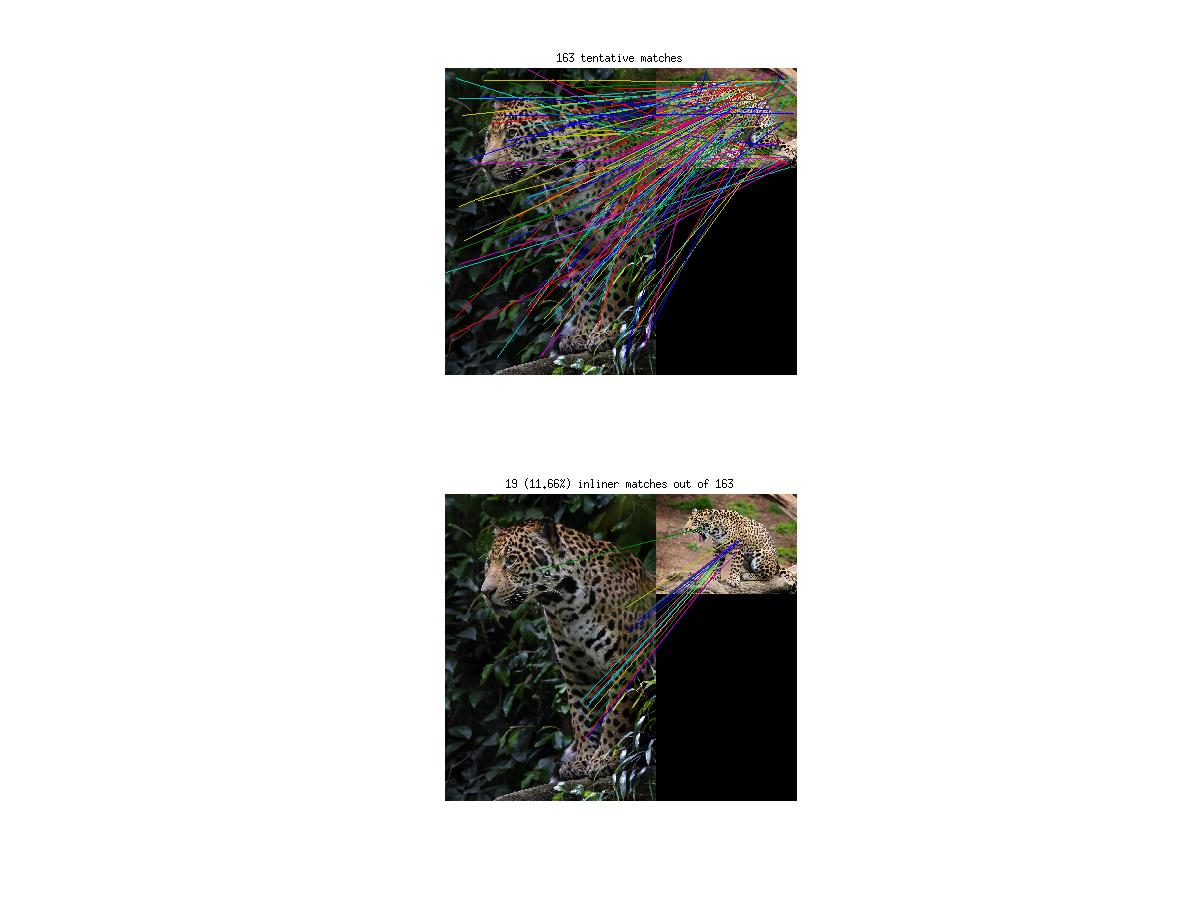 163 tentative matches
19 (11.66%) inliner matches out of 163